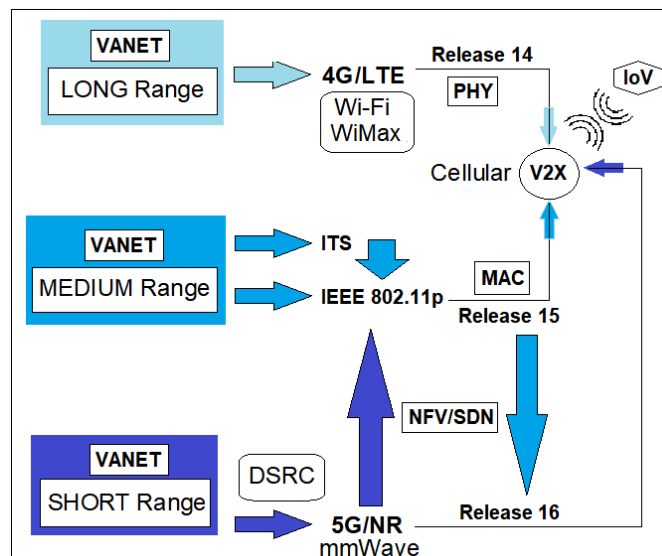 VANET
LONG Range
4G/LTE
Wi-Fi
WiMax
Release 14
PHY
IoV
Cellular
V2X
VANET
MEDIUM Range
ITS
IEEE 802.11p
MAC
Release 15
NFV/SDN
VANET
SHORT Range
DSRC
5G/NR
mmWave
Release 16